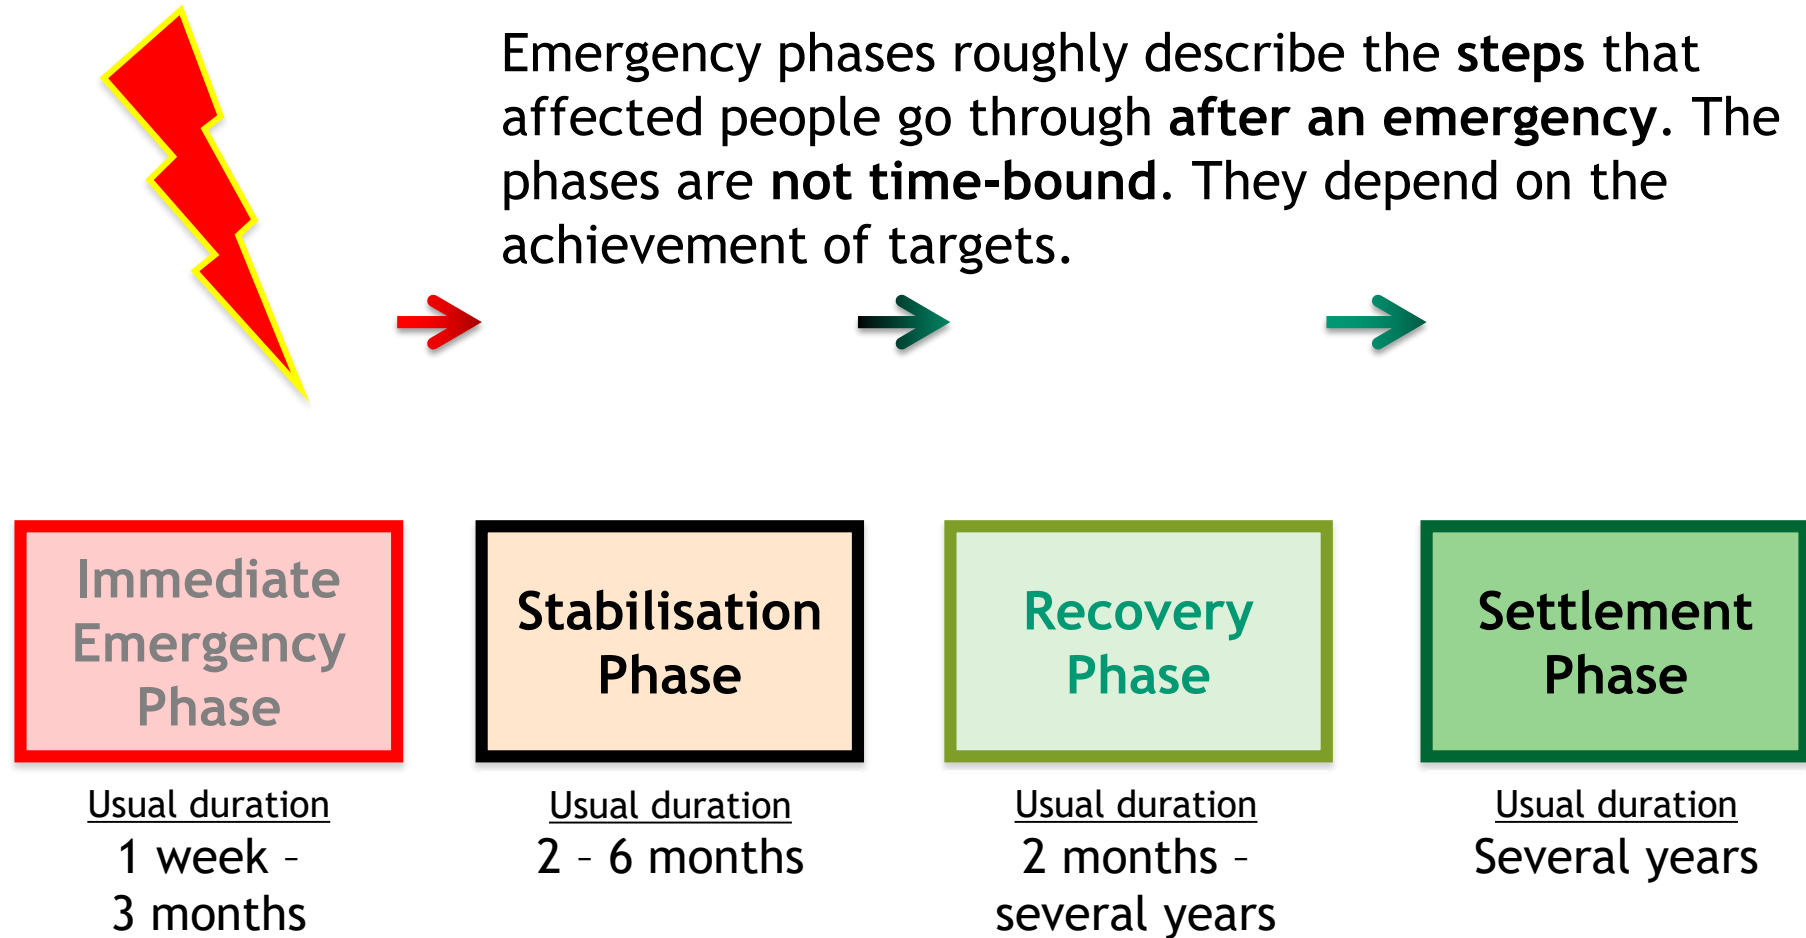 Emergency phases roughly describe the steps that
affected people go through after an emergency. The
phases are not time-bound. They depend on the
achievement of targets.
Immediate
Emergency
Phase
Usual duration
1 week –
3 months
Stabilisation
Phase
Usual duration
2 – 6 months
Recovery
Phase
Usual duration
2 months –
several years
Settlement
Phase
Usual duration
Several years